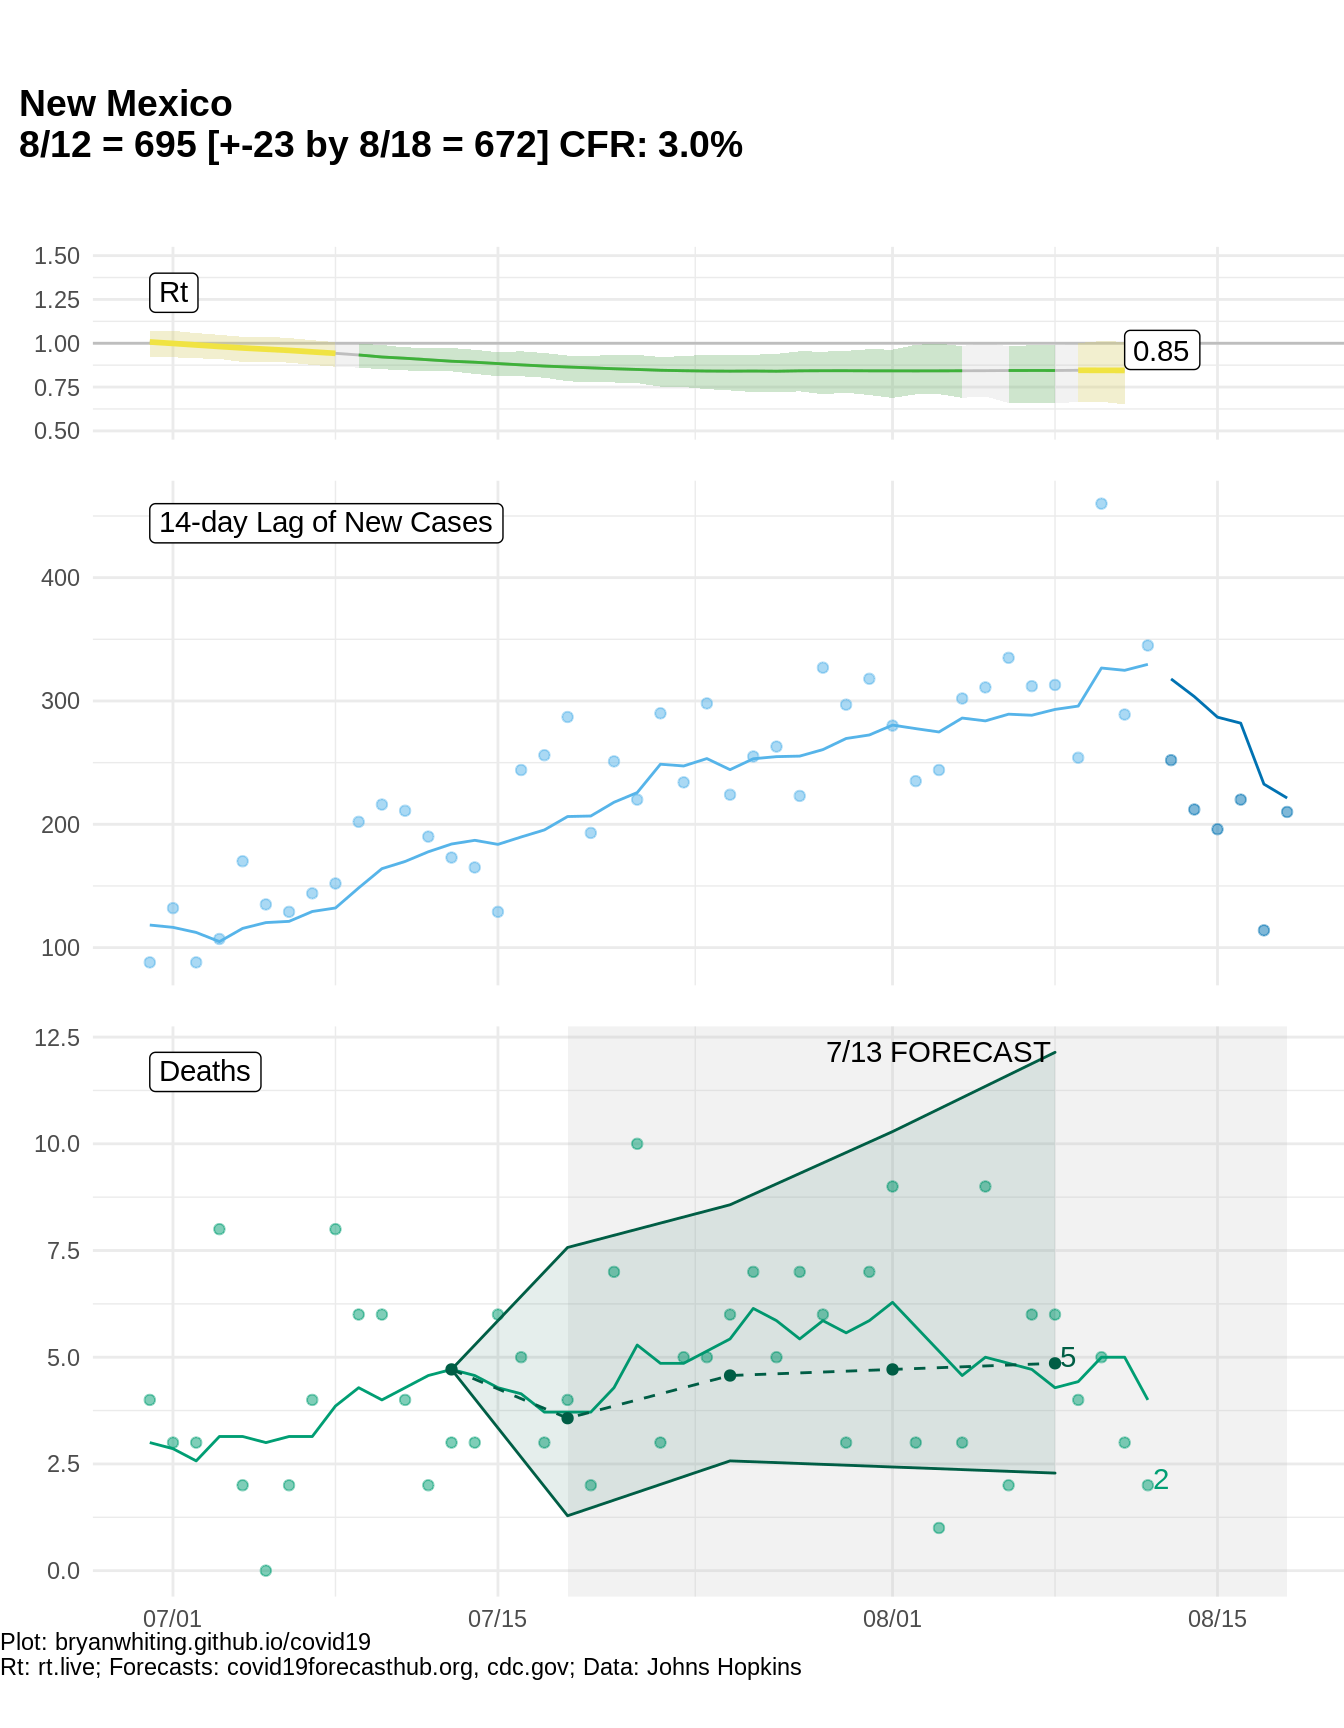 New Mexico
8/12 = 695 [+-23 by 8/18 = 672] CFR: 3.0%
1.50
1.25
1.00
0.75
0.50
Rt
0.85
14-day Lag of New Cases
400
300
200
100
12.5
10.0
7.5
5.0
2.5
0.0
Deaths
7/13 FORECAST
5
2
07/01
07/15
08/01
08/15
Plot: bryanwhiting.github.io/covid19
Rt: rt.live; Forecasts: covid19forecasthub.org, cdc.gov; Data: Johns Hopkins